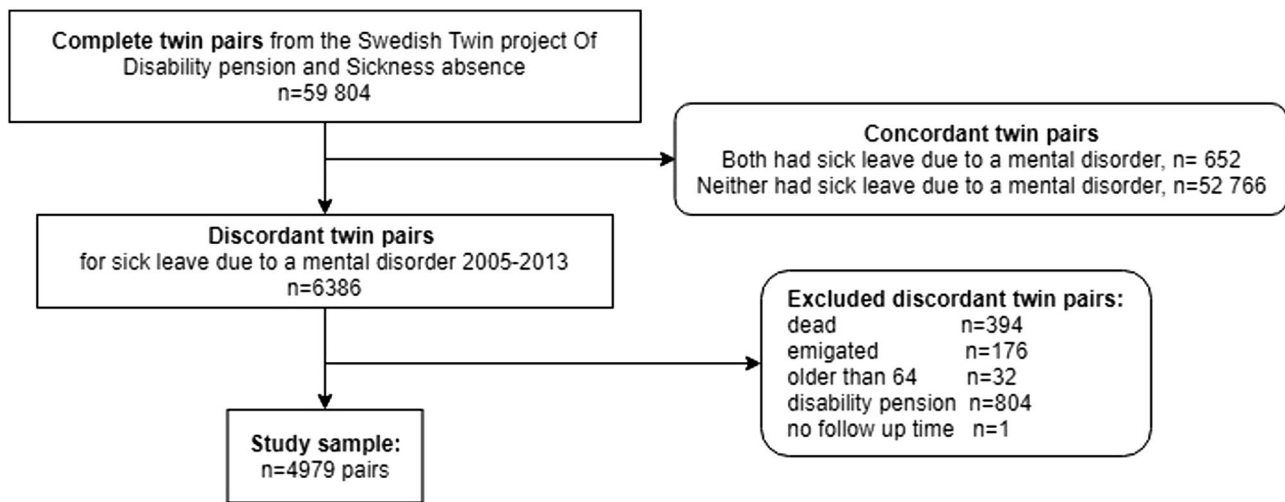 Complete twin pairs from the Swedish Twin project Of
Disability pension and Sickness absence
n=59 804
Concordant twin pairs
Both had sick leave due to a mental disorder, n= 652
Neither had sick leave due to a mental disorder, n=52 766
Discordant twin pairs
for sick leave due to a mental disorder 2005-2013
n=6386
Excluded discordant twin pairs:
dead n=394
emigated n=176
older than 64 n=32
disability pension n=804
no follow up time n=1
Study sample:
n=4979 pairs